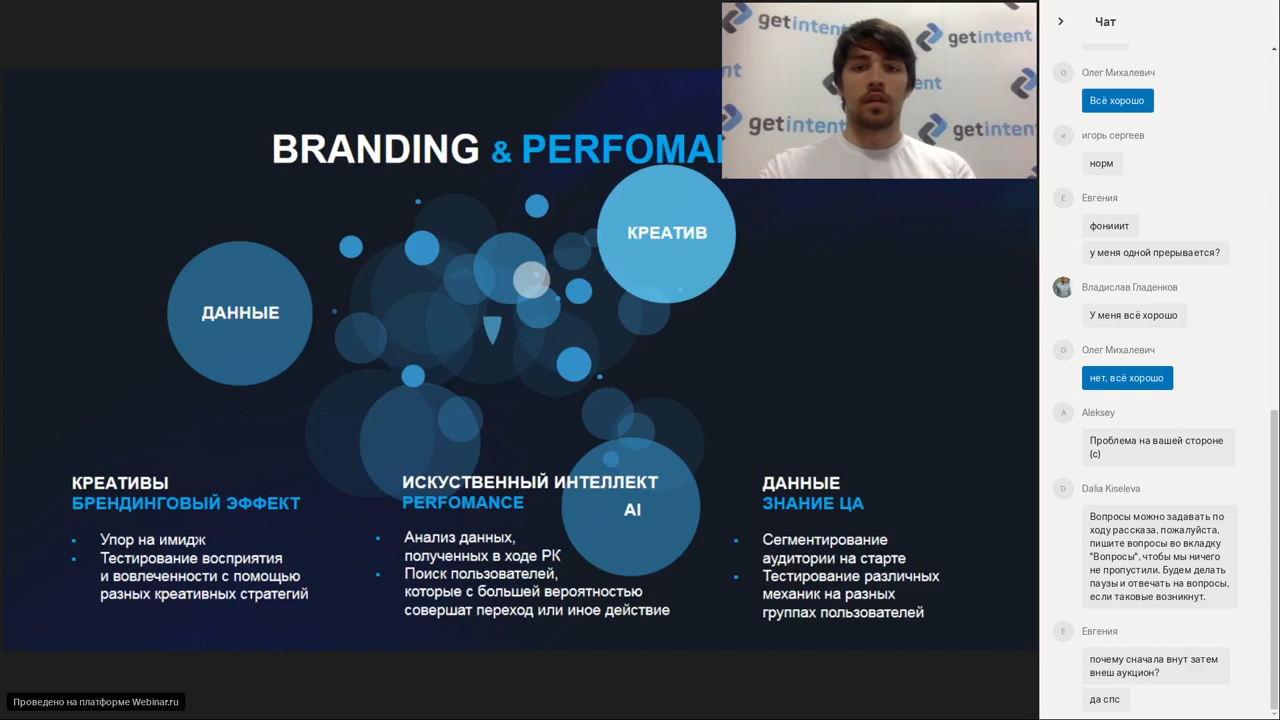 BRANDING & PERFOMA
КРЕАТИВ
ДАННЫЕ
AI
КРЕАТИВЫ
БРЕНДИНГОВЫЙ ЭФФЕКТ
Упор на имидж
Тестирование восприятия
и вовлеченности с помощью
разных креативных стратегий
ИСКУСТВЕННЫЙ ИНТЕЛЛЕКТ
PERFOMANCE
Анализ данных,
полученных в ходе РК
Поиск пользователей,
которые с большей вероятностью
совершат переход или иное действие
ДАННЫЕ
ЗНАНИЕ ЦА
Сегментирование
аудитории на старте
Тестирование различных
механик на разных
группах пользователей
Проведено на платформе Webinar.ru
getintent
getintent
getintent
getintent
nt
Чат
О
Олег Михалевич
Всё хорошо
и
игорь сергеев
норм
Е
Евгения
фонииит
у меня одной прерывается?
Владислав Гладенков
У меня всё хорошо
О
Олег Михалевич
нет, всё хорошо
A
Aleksey
Проблема на вашей стороне
(с)
D
Dalia Kiseleva
Вопросы можно задавать по
ходу рассказа, пожалуйста,
пишите вопросы во вкладку
"Вопросы", чтобы мы ничего
не пропустили. Будем делать
паузы и отвечать на вопросы,
если таковые возникнут.
Е
Евгения
почему сначала внут затем
внеш аукцион?
да спс